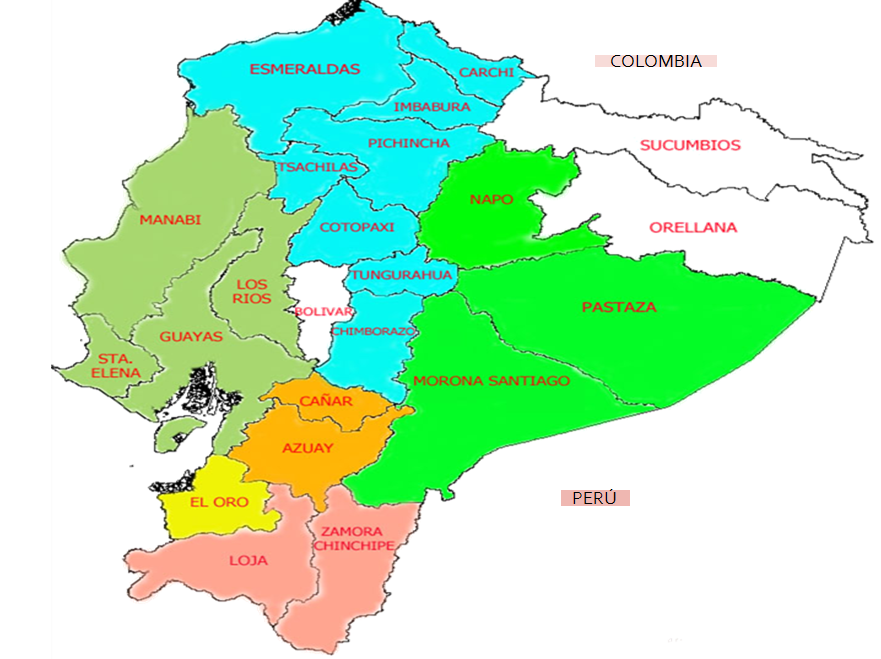 COLOMBIA
ESMERALDAS
CARCHI
IMBABURA
PICHINCHA
SUCUMBIOS
TSACHILAS
NAPO
MANABI
COTOPAXI
ORELLANA
TUNGURAHUA
LOS
RIOS
PASTAZA
BOLIVAR
CHIMBORAZO
GUAYAS
STA.
ELENA
MORONA SANTIAGO
CAÑAR
AZUAY
PERÚ
EL ORO
ZAMORA
CHINCHIPE
LOJA